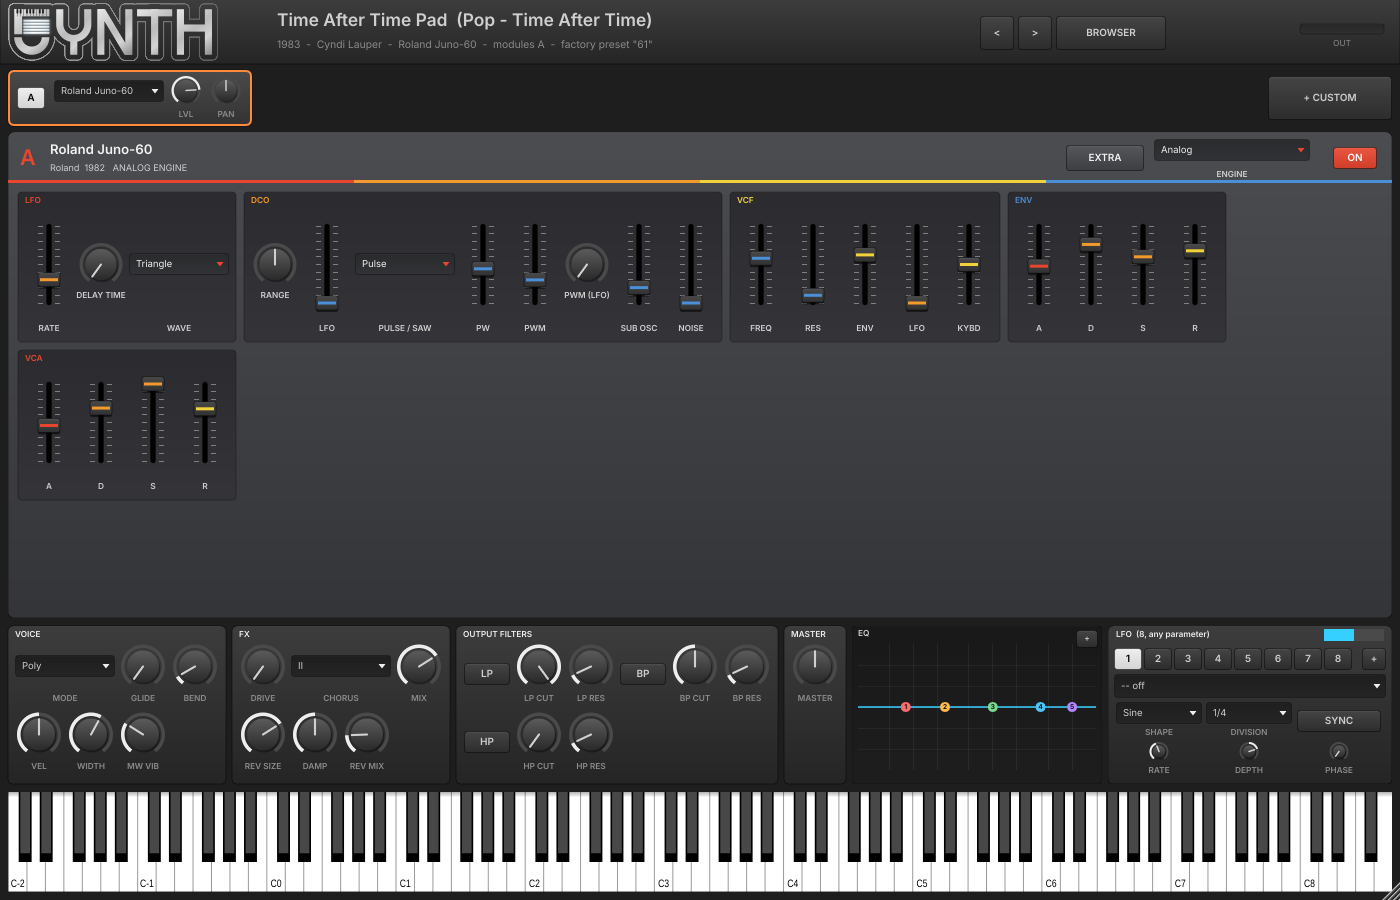 CYNTH
Time After Time Pad (Pop - Time After Time)
1983 - Cyndi Lauper - Roland Juno-60 - modules A - factory preset "61"
< > BROWSER
OUT
A Roland Juno-60
LVL PAN
+ CUSTOM
A Roland Juno-60
Roland 1982 ANALOG ENGINE
EXTRA Analog ON
ENGINE
LFO DCO VCF ENV
Triangle Pulse
DELAY TIME RANGE PWM (LFO)
RATE WAVE LFO PULSE / SAW PW PWM SUB OSC NOISE FREQ RES ENV LFO KYBD A D S R
VCA
A D S R
VOICE
Poly
MODE GLIDE BEND
VEL WIDTH MW VIB
FX
II
DRIVE CHORUS MIX
REV SIZE DAMP REV MIX
OUTPUT FILTERS
LP BP
LP CUT LP RES BP CUT BP RES
HP
HP CUT HP RES
MASTER
MASTER
EQ +
1 2 3 4 5
LFO (8, any parameter)
1 2 3 4 5 6 7 8 +
-- off
Sine 1/4 SYNC
SHAPE DIVISION
RATE DEPTH PHASE
C-2 C-1 C0 C1 C2 C3 C4 C5 C6 C7 C8